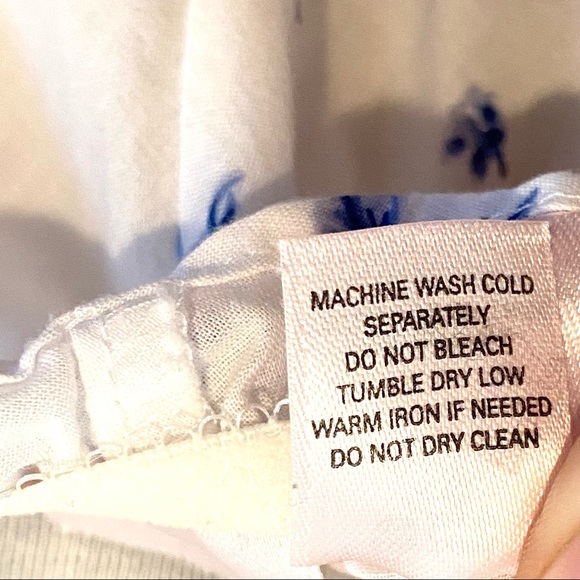 MACHINE WASH COLD
SEPARATELY
DO NOT BLEACH
TUMBLE DRY LOW
WARM IRON IF NEEDED
DO NOT DRY CLEAN